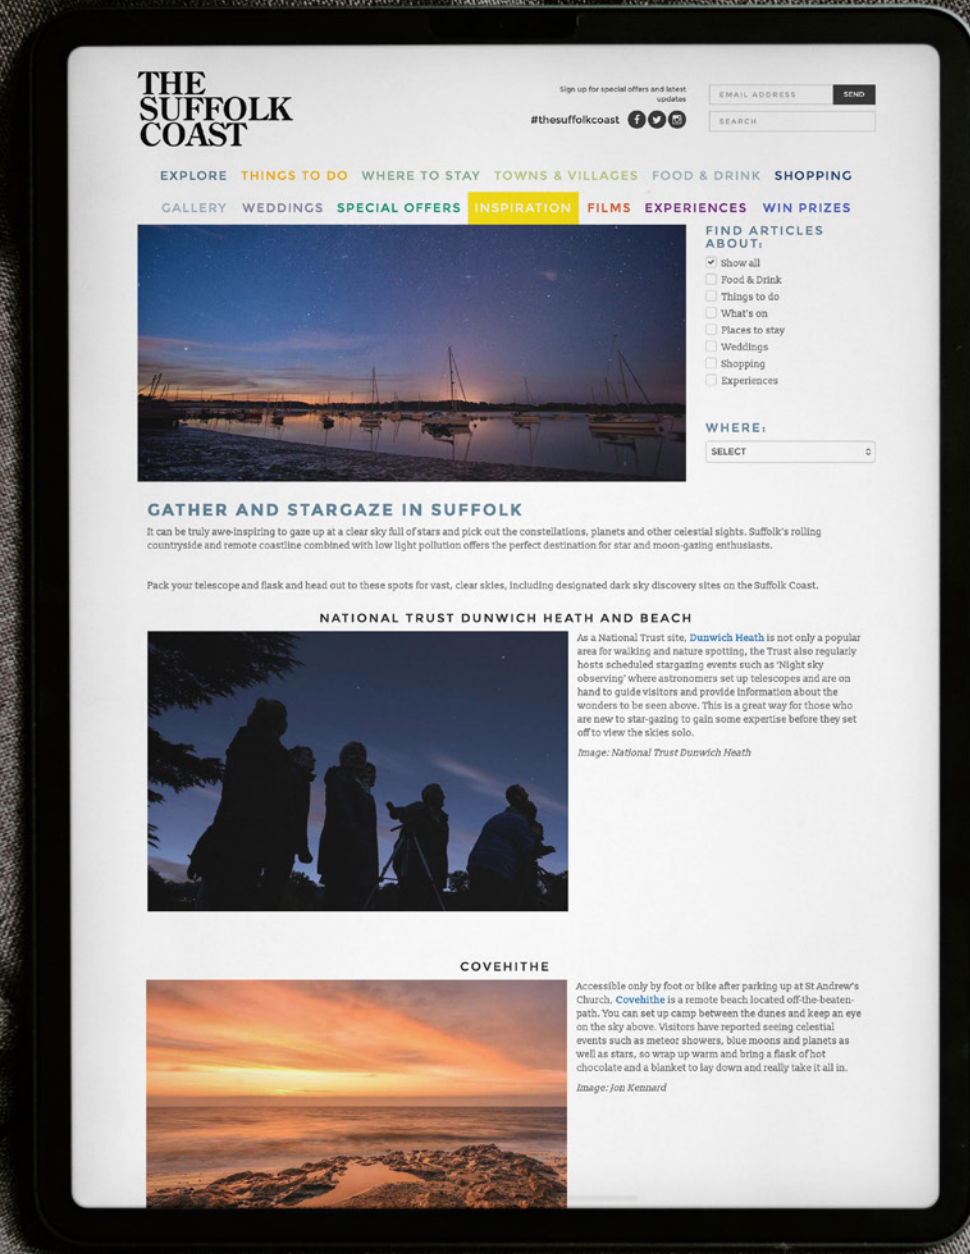 THE
SUFFOLK
COAST
Sign up for special offers and latest
updates
EMAIL ADDRESS
SEND
#thesuffolkcoast
SEARCH
EXPLORE THINGS TO DO WHERE TO STAY TOWNS & VILLAGES FOOD & DRINK SHOPPING
GALLERY WEDDINGS SPECIAL OFFERS INSPIRATION FILMS EXPERIENCES WIN PRIZES
FIND ARTICLES
ABOUT:
Show all
Food & Drink
Things to do
What's on
Places to stay
Weddings
Shopping
Experiences
WHERE:
SELECT
GATHER AND STARGAZE IN SUFFOLK
It can be truly awe-inspiring to gaze up at a clear sky full of stars and pick out the constellations, planets and other celestial sights. Suffolk's rolling
countryside and remote coastline combined with low light pollution offers the perfect destination for star and moon-gazing enthusiasts.
Pack your telescope and flask and head out to these spots for vast, clear skies, including designated dark sky discovery sites on the Suffolk Coast.
NATIONAL TRUST DUNWICH HEATH AND BEACH
As a National Trust site, Dunwich Heath is not only a popular
area for walking and nature spotting, the Trust also regularly
hosts scheduled stargazing events such as 'Night sky
observing' where astronomers set up telescopes and are on
hand to guide visitors and provide information about the
wonders to be seen above. This is a great way for those who
are new to star-gazing to gain some expertise before they set
off to view the skies solo.
Image: National Trust Dunwich Heath
COVEHITHE
Accessible only by foot or bike after parking up at St Andrew's
Church, Covehithe is a remote beach located off-the-beaten-
path. You can set up camp between the dunes and keep an eye
on the sky above. Visitors have reported seeing celestial
events such as meteor showers, blue moons and planets as
well as stars, so wrap up warm and bring a flask of hot
chocolate and a blanket to lay down and really take it all in.
Image: Jon Kennard